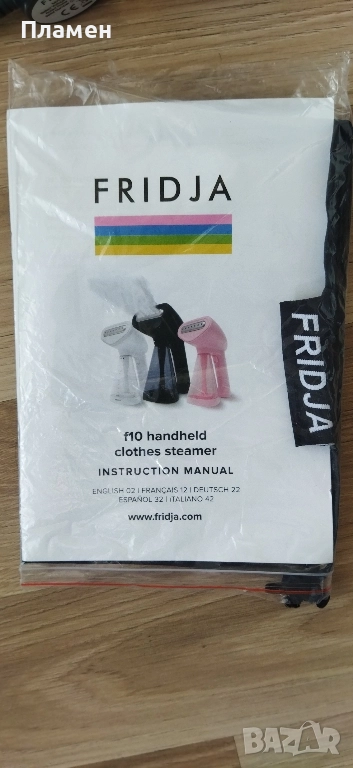 Пламен
FRIDJA
FRIDJA
f10 handheld
clothes steamer
INSTRUCTION MANUAL
ENGLISH 02 | FRANÇAIS 12 | DEUTSCH 22
ESPAÑOL 32 | ITALIANO 42
www.fridja.com
BAZAR